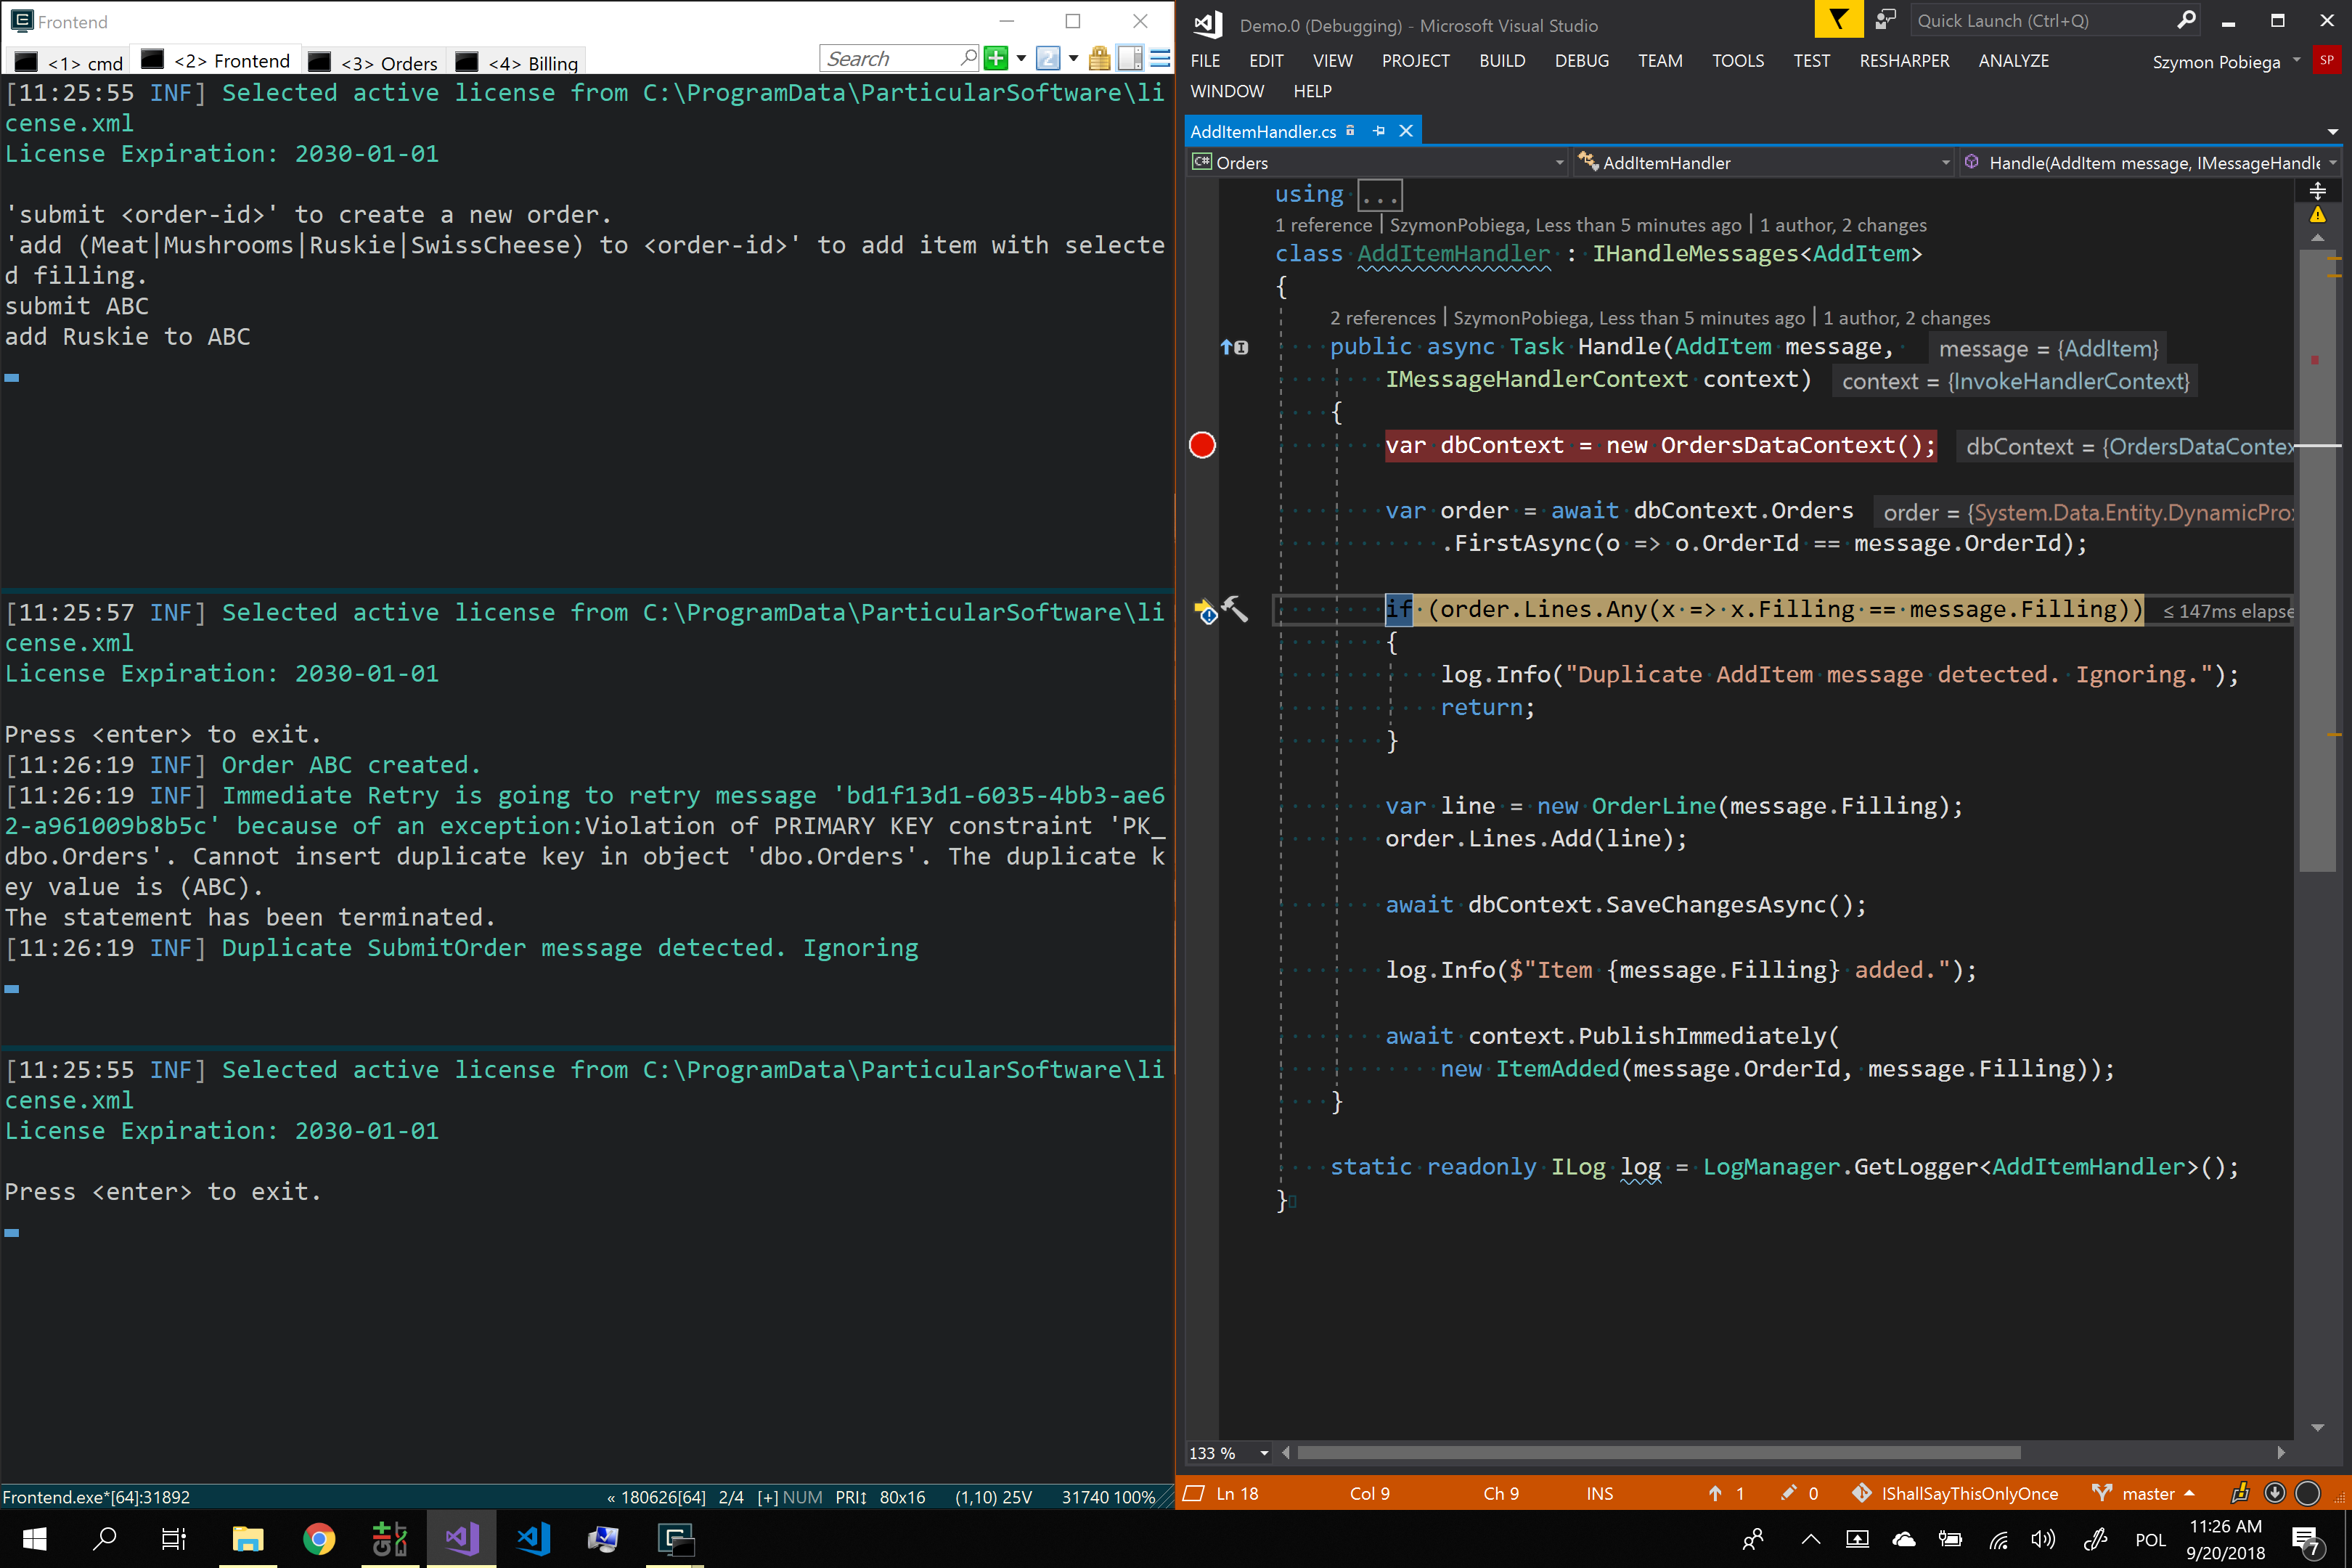 Frontend
<1> cmd
<2> Frontend
<3> Orders
<4> Billing
Search
[11:25:55 INF] Selected active license from C:\ProgramData\ParticularSoftware\li
cense.xml
License Expiration: 2030-01-01
'submit <order-id>' to create a new order.
'add (Meat|Mushrooms|Ruskie|SwissCheese) to <order-id>' to add item with selecte
d filling.
submit ABC
add Ruskie to ABC
[11:25:57 INF] Selected active license from C:\ProgramData\ParticularSoftware\li
cense.xml
License Expiration: 2030-01-01
Press <enter> to exit.
[11:26:19 INF] Order ABC created.
[11:26:19 INF] Immediate Retry is going to retry message 'bd1f13d1-6035-4bb3-ae6
2-a961009b8b5c' because of an exception:Violation of PRIMARY KEY constraint 'PK_
dbo.Orders'. Cannot insert duplicate key in object 'dbo.Orders'. The duplicate k
ey value is (ABC).
The statement has been terminated.
[11:26:19 INF] Duplicate SubmitOrder message detected. Ignoring
[11:25:55 INF] Selected active license from C:\ProgramData\ParticularSoftware\li
cense.xml
License Expiration: 2030-01-01
Press <enter> to exit.
Frontend.exe*[64]:31892
« 180626[64] 2/4 [+] NUM PRI↕ 80x16 (1,10) 25V 31740 100%
Demo.0 (Debugging) - Microsoft Visual Studio
Quick Launch (Ctrl+Q)
FILE EDIT VIEW PROJECT BUILD DEBUG TEAM TOOLS TEST RESHARPER ANALYZE
Szymon Pobiega SP
WINDOW HELP
AddItemHandler.cs
C# Orders
AddItemHandler
Handle(AddItem message, IMessageHandle
using ...
1 reference | SzymonPobiega, Less than 5 minutes ago | 1 author, 2 changes
class AddItemHandler : IHandleMessages<AddItem>
{
2 references | SzymonPobiega, Less than 5 minutes ago | 1 author, 2 changes
public async Task Handle(AddItem message, message = {AddItem}
IMessageHandlerContext context) context = {InvokeHandlerContext}
{
var dbContext = new OrdersDataContext(); dbContext = {OrdersDataContex
var order = await dbContext.Orders order = {System.Data.Entity.DynamicPro
.FirstAsync(o => o.OrderId == message.OrderId);
if (order.Lines.Any(x => x.Filling == message.Filling)) ≤ 147ms elapse
{
log.Info("Duplicate AddItem message detected. Ignoring.");
return;
}
var line = new OrderLine(message.Filling);
order.Lines.Add(line);
await dbContext.SaveChangesAsync();
log.Info($"Item {message.Filling} added.");
await context.PublishImmediately(
new ItemAdded(message.OrderId, message.Filling));
}
static readonly ILog log = LogManager.GetLogger<AddItemHandler>();
}
133 %
Ln 18 Col 9 Ch 9 INS 1 0 IShallSayThisOnlyOnce master
POL
11:26 AM
9/20/2018
7